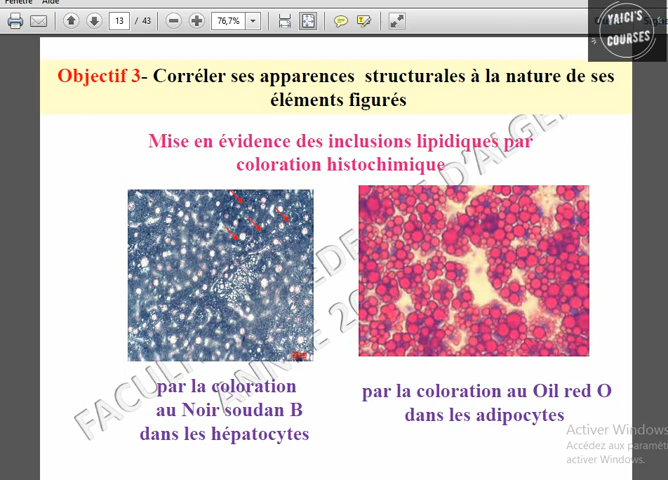 Fenêtre Aide
13 / 43
76,7%
YAICI'S
COURSES
Objectif 3- Corréler ses apparences structurales à la nature de ses
éléments figurés
Mise en évidence des inclusions lipidiques par
coloration histochimique
par la coloration
au Noir soudan B
dans les hépatocytes
par la coloration au Oil red O
dans les adipocytes
Activer Windows
Accédez aux paramèt
activer Windows.